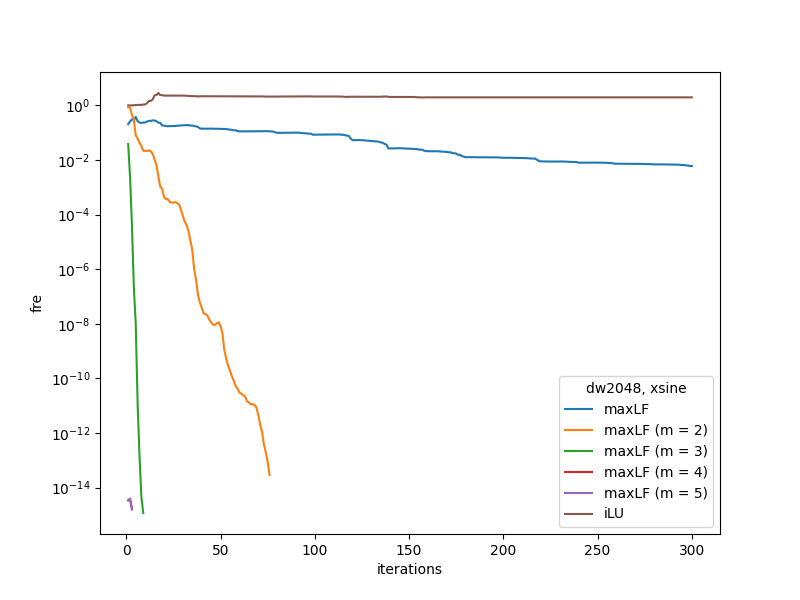 fre
10^0
10^-2
10^-4
10^-6
10^-8
10^-10
10^-12
10^-14
dw2048, xsine
maxLF
maxLF (m = 2)
maxLF (m = 3)
maxLF (m = 4)
maxLF (m = 5)
iLU
0 50 100 150 200 250 300
iterations